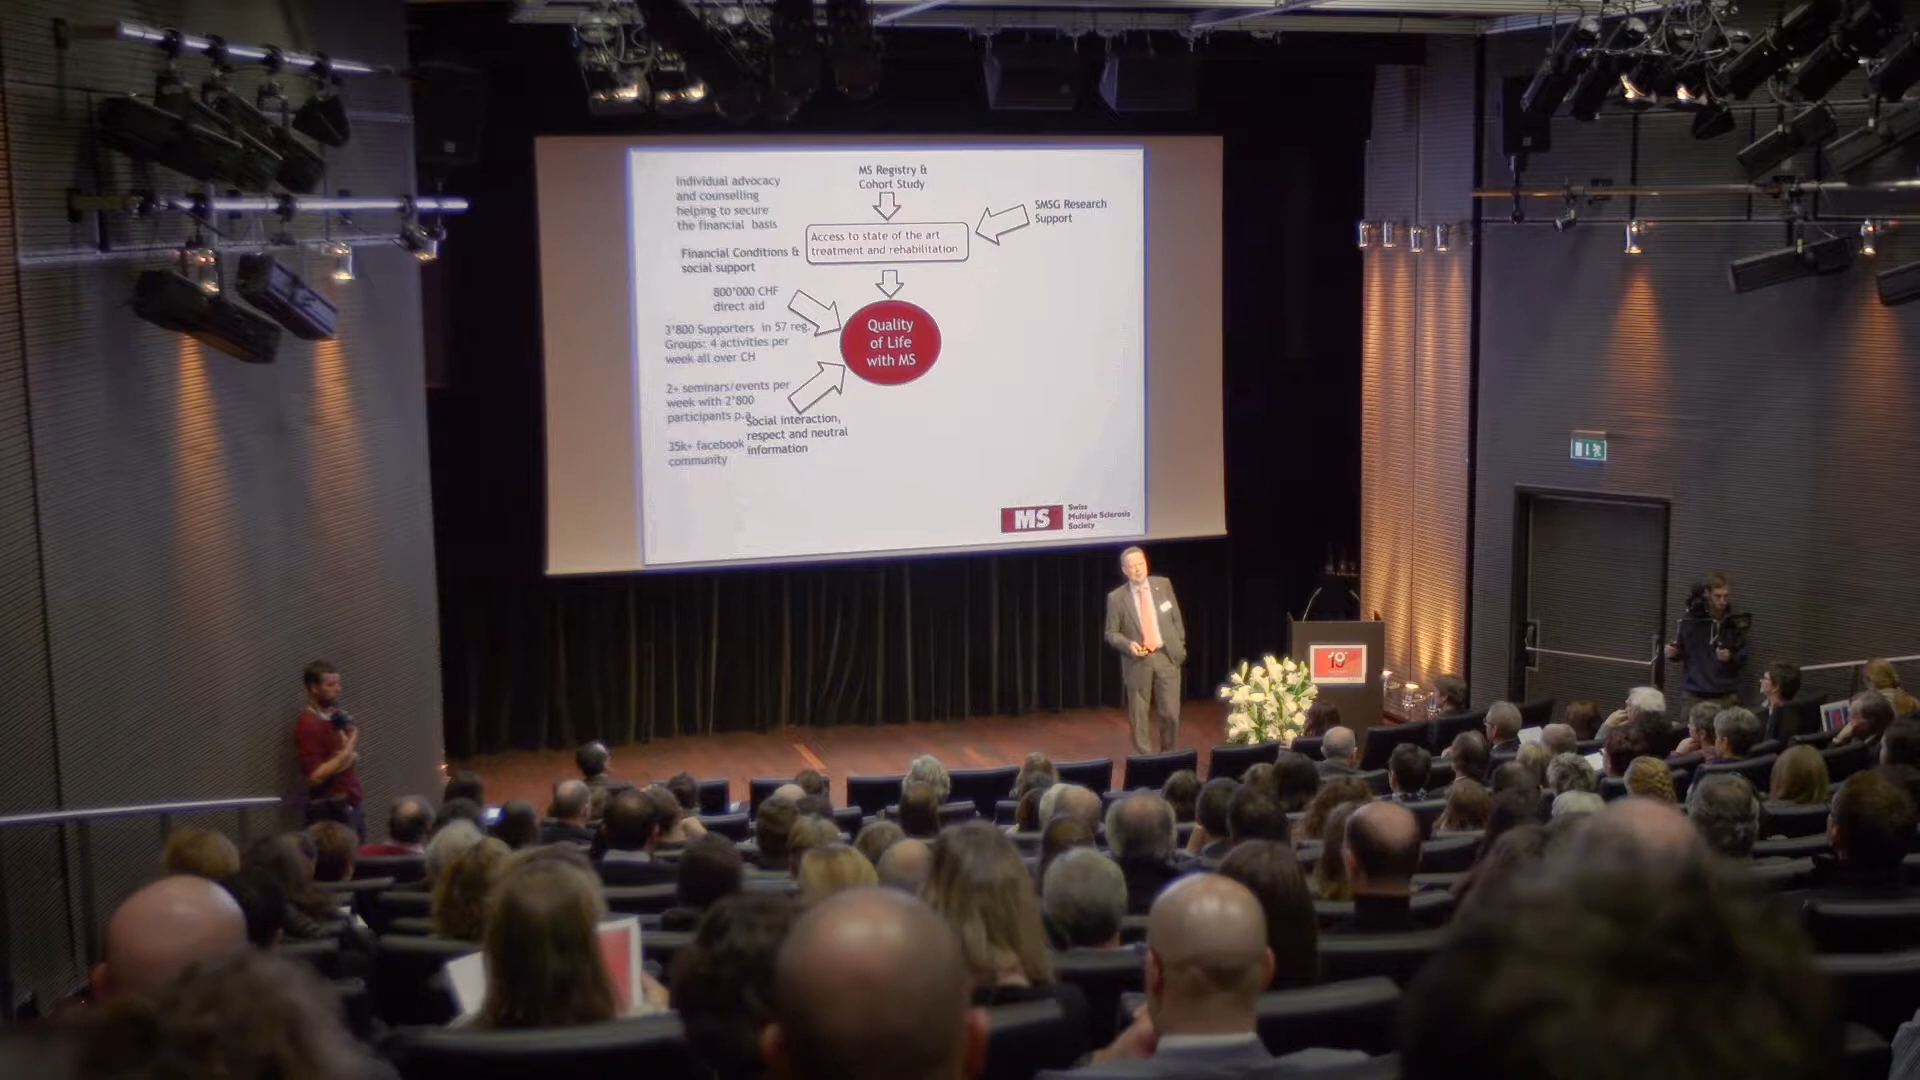 Individual advocacy
and counselling
helping to secure
the financial basis
Financial Conditions &
social support
800'000 CHF
direct aid
3'800 Supporters in 57 reg.
Groups: 4 activities per
week all over CH
2+ seminars/events per
week with 2'800
participants p.a.
35k+ facebook
community
Social interaction,
respect and neutral
information
MS Registry &
Cohort Study
SMSG Research
Support
Access to state of the art
treatment and rehabilitation
Quality
of Life
with MS
MS
Swiss
Multiple Sclerosis
Society
19